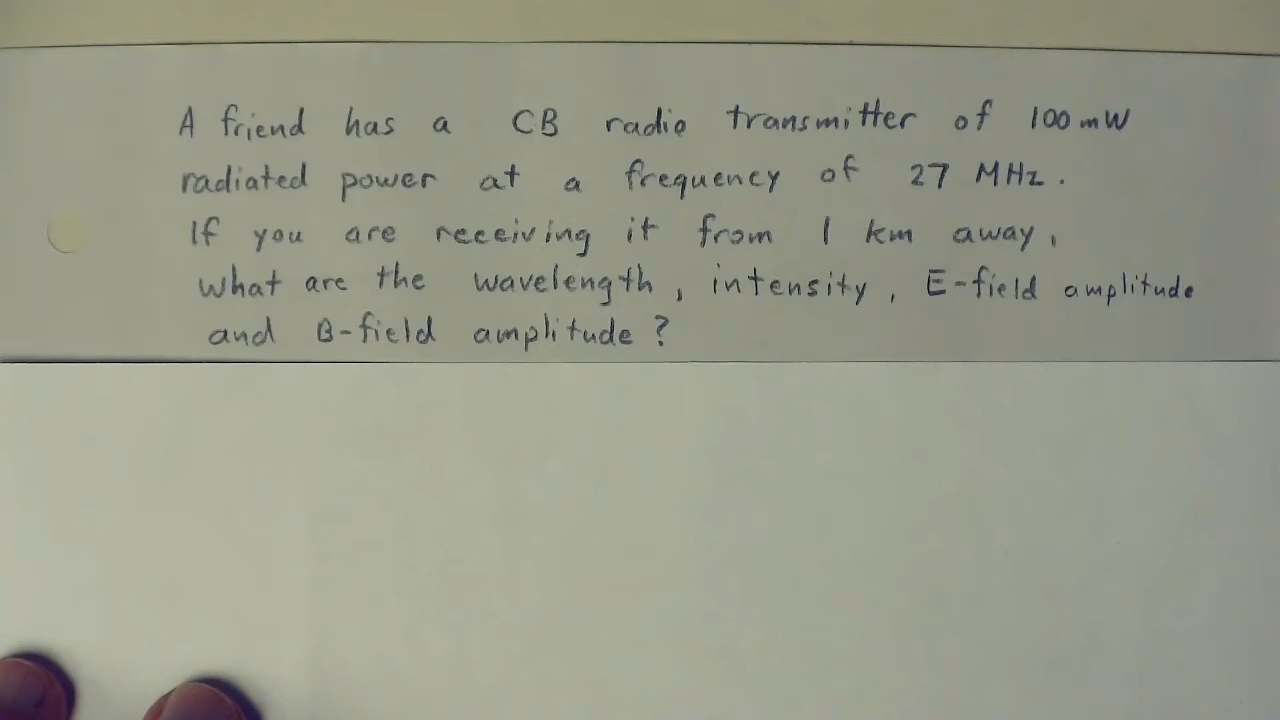 A friend has a CB radio transmitter of 100 mW
radiated power at a frequency of 27 MHz.
If you are receiving it from 1 km away,
what are the wavelength, intensity, E-field amplitude
and B-field amplitude?